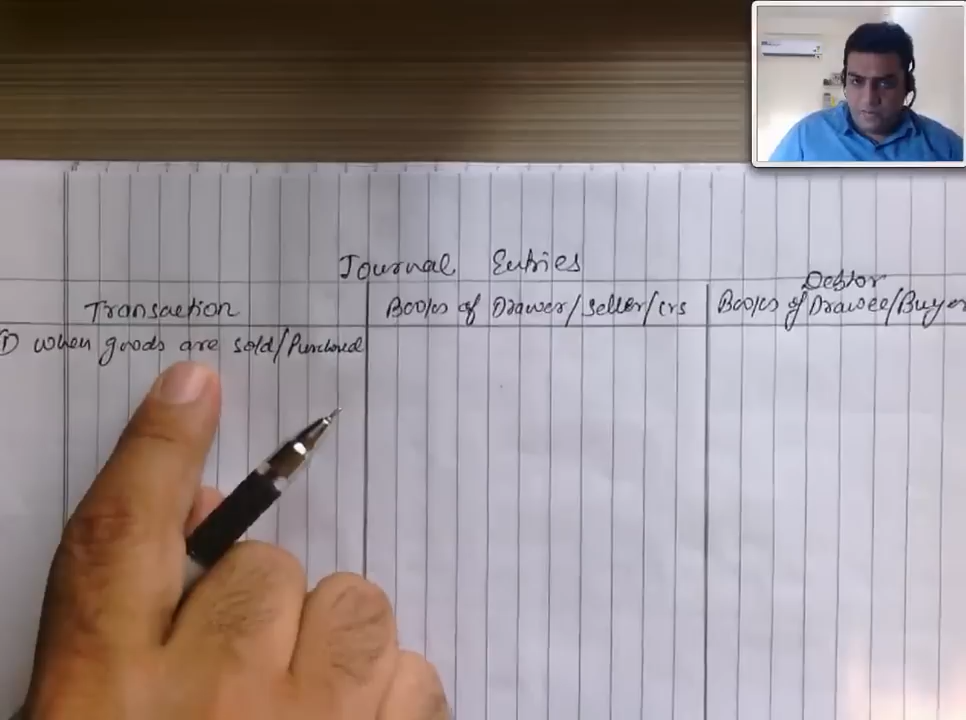 Journal Entries
Transaction
Books of Drawer/Seller/Crs
Debtor
Books of Drawee/Buyer
① When goods are sold/Purchased